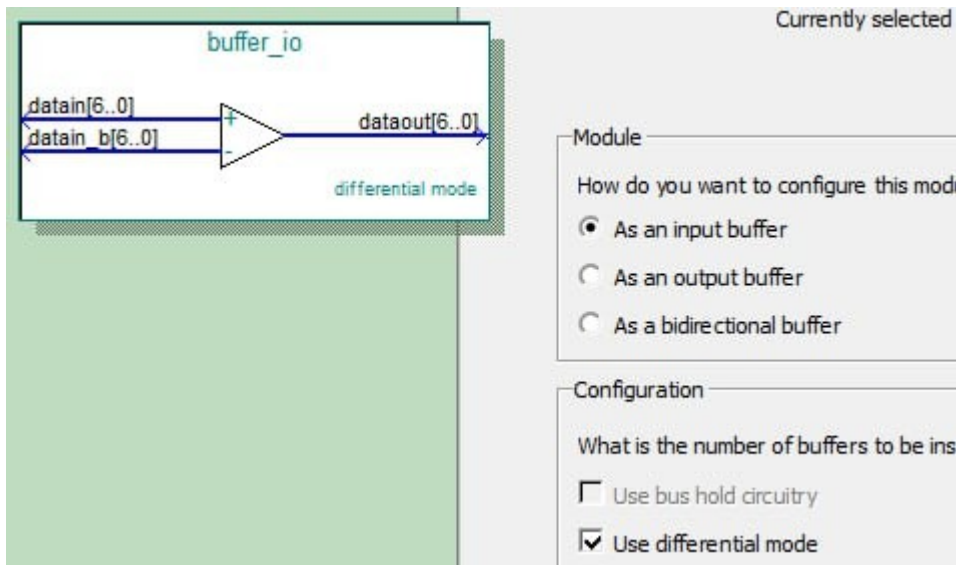 buffer_io
datain[6..0]
datain_b[6..0]
dataout[6..0]
+
-
differential mode
Currently selected
Module
How do you want to configure this
As an input buffer
As an output buffer
As a bidirectional buffer
Configuration
What is the number of buffers to be
Use bus hold circuitry
Use differential mode